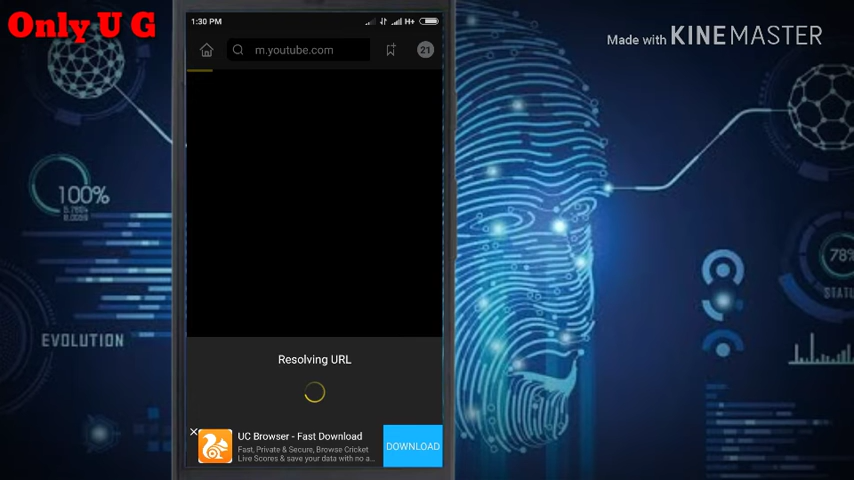 Only U G
Made with KINEMASTER
1:30 PM
H+
m.youtube.com
21
100%
78%
EVOLUTION
Resolving URL
UC Browser - Fast Download
Fast, Private & Secure, Browse Cricket
Live Scores & save your data with no a...
DOWNLOAD